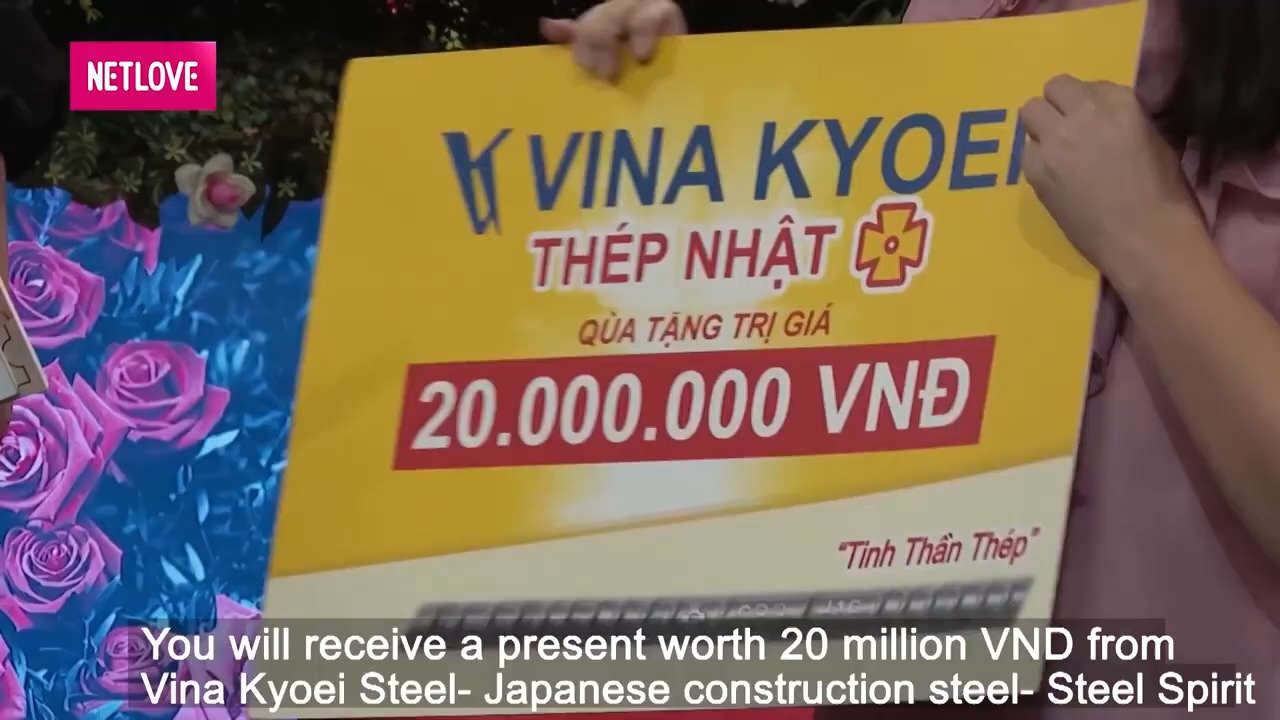 NETLOVE
VINA KYOEI
THÉP NHẬT
QÙA TẶNG TRỊ GIÁ
20.000.000 VNĐ
“Tinh Thần Thép”
You will receive a present worth 20 million VND from
Vina Kyoei Steel- Japanese construction steel- Steel Spirit